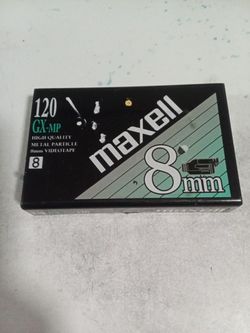 120
GX-MP
HIGH QUALITY
METAL PARTICLE
8mm VIDEOTAPE
8
maxell
8mm